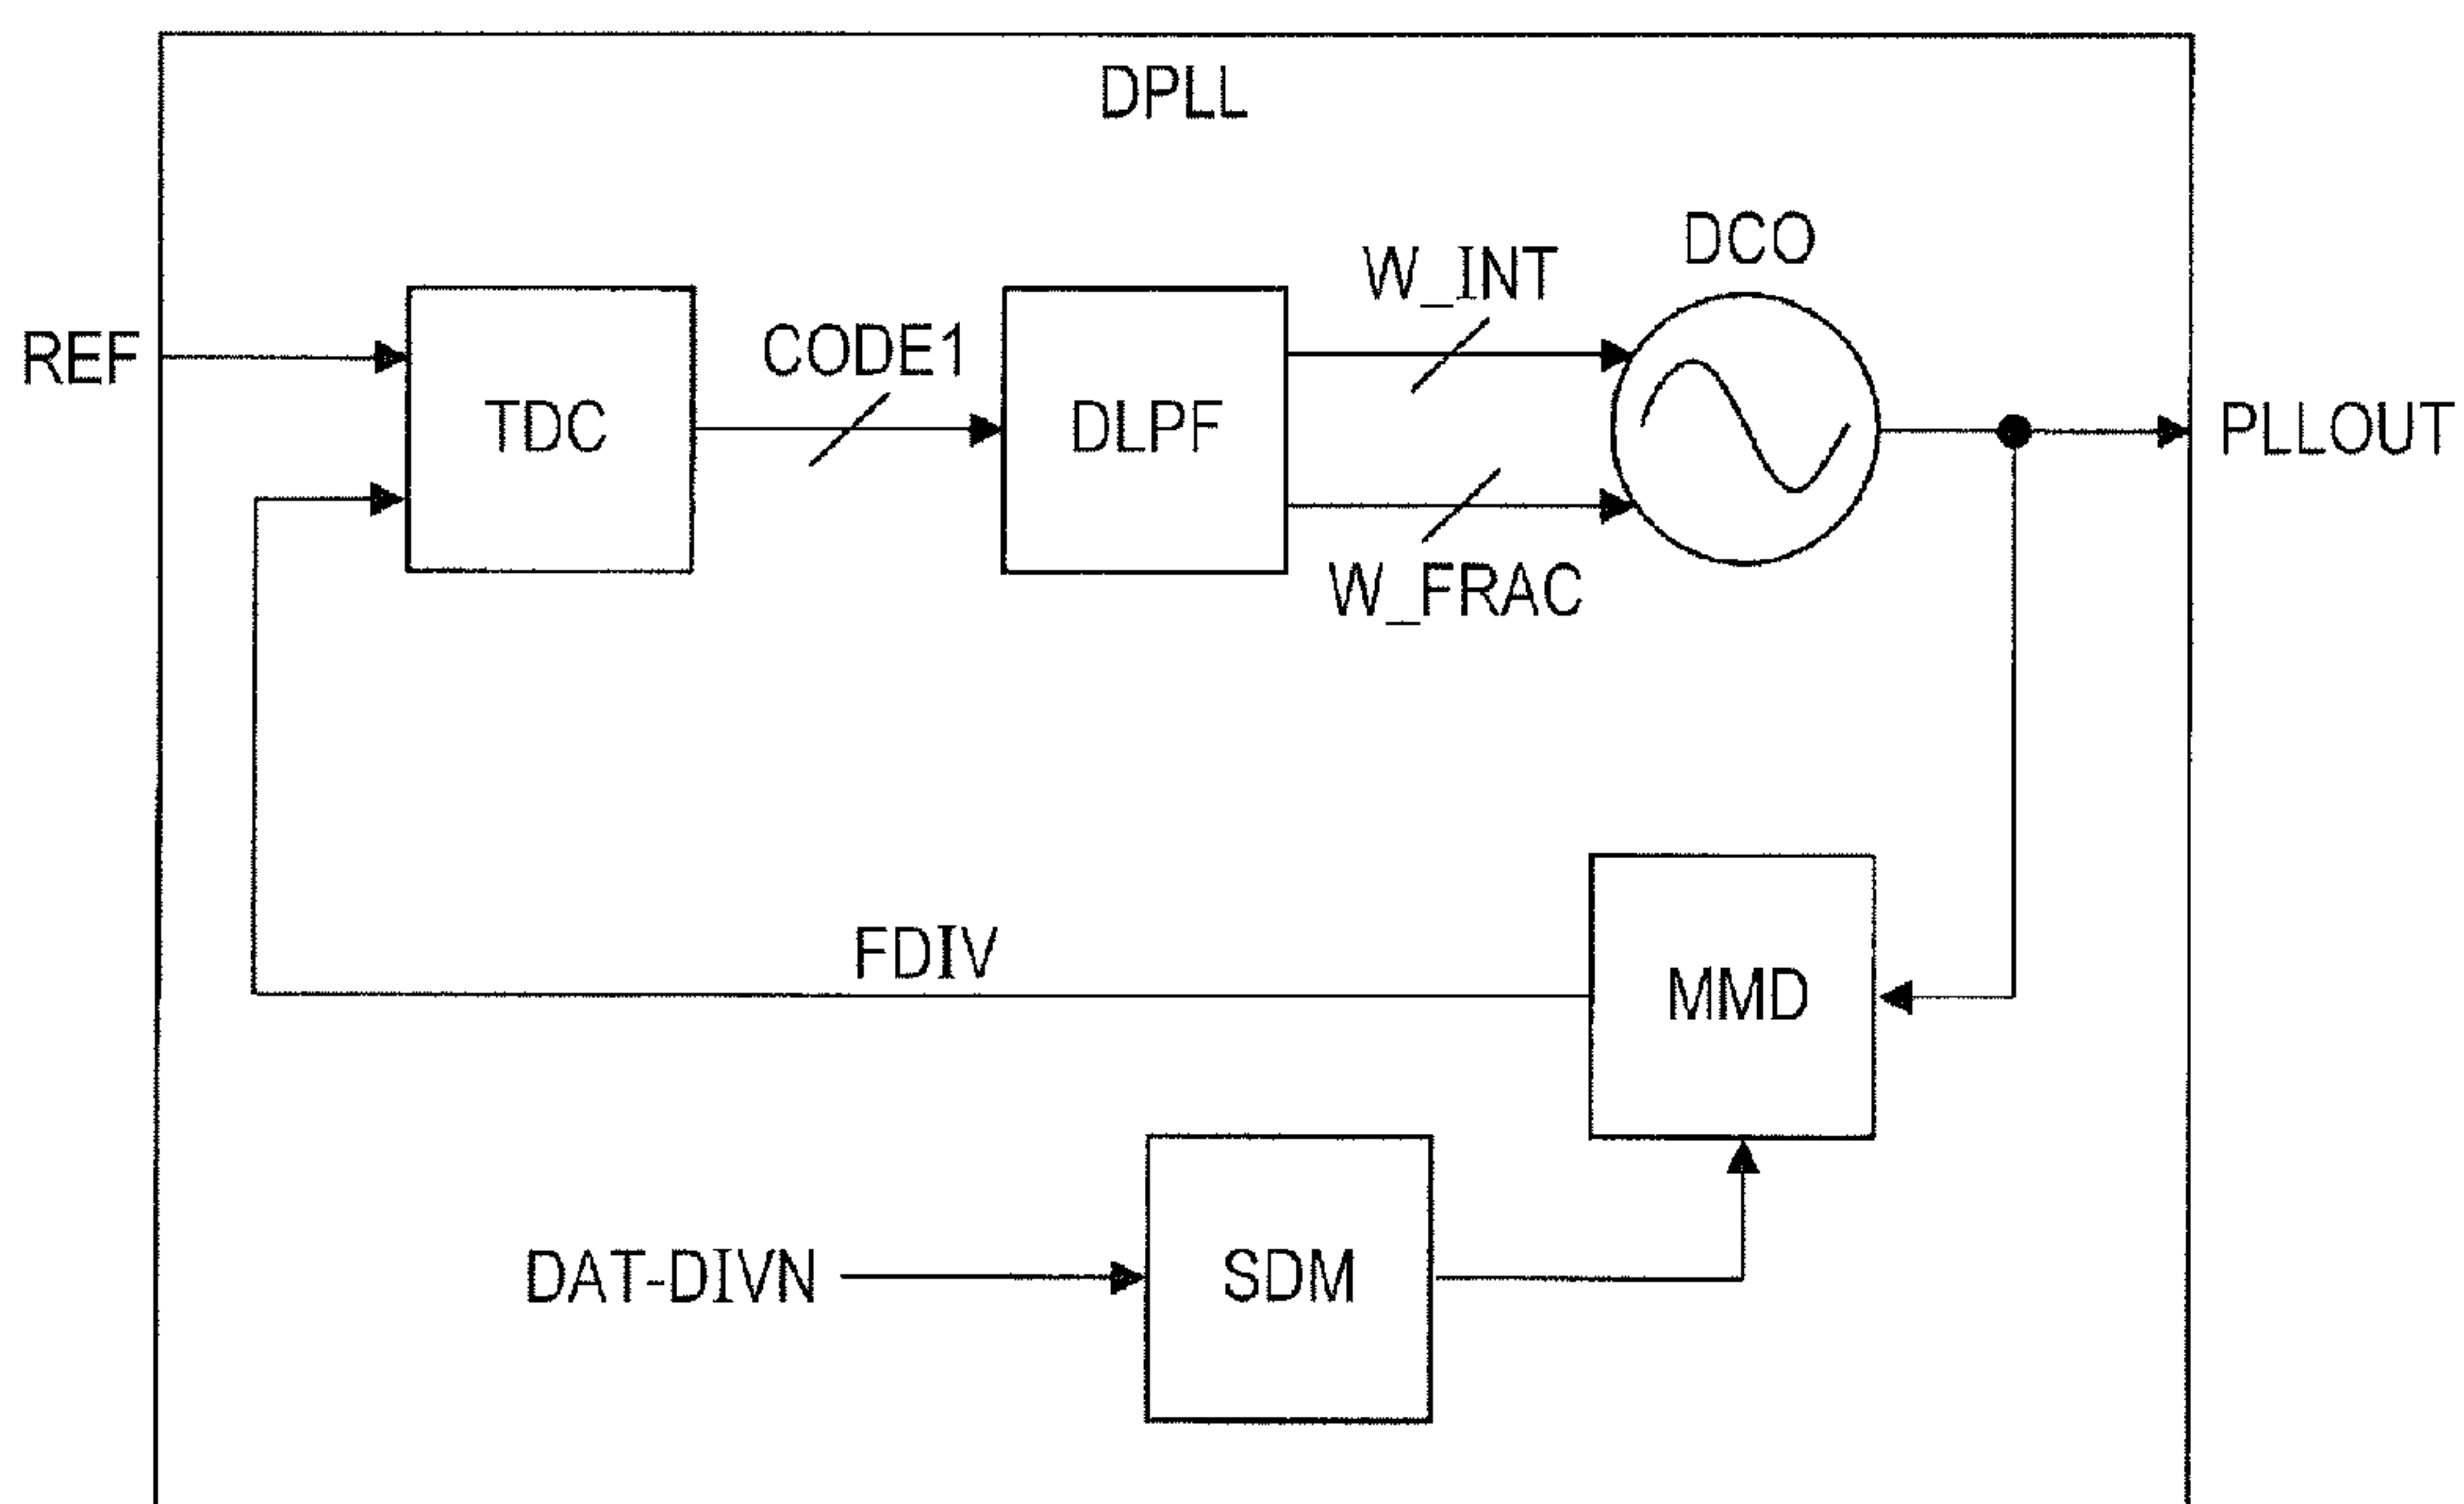 DPLL
DCO
W_INT
REF
CODE1
TDC
DLPF
PLLOUT
W_FRAC
FDIV
MMD
DAT-DIVN
SDM